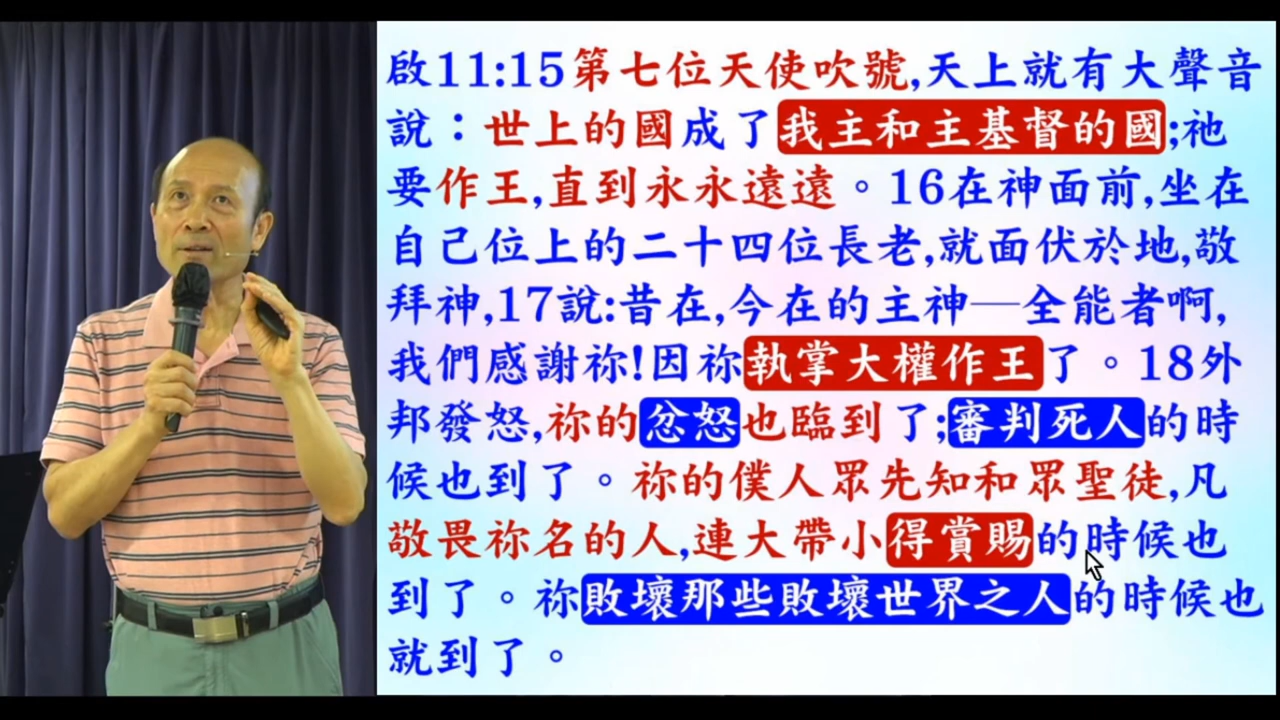 啟11:15第七位天使吹號,天上就有大聲音
說：世上的國成了我主和主基督的國;祂
要作王,直到永永遠遠。16在神面前,坐在
自己位上的二十四位長老,就面伏於地,敬
拜神,17說:昔在,今在的主神─全能者啊,
我們感謝祢!因祢執掌大權作王了。18外
邦發怒,祢的忿怒也臨到了;審判死人的時
候也到了。祢的僕人眾先知和眾聖徒,凡
敬畏祢名的人,連大帶小得賞賜的時候也
到了。祢敗壞那些敗壞世界之人的時候也
就到了。